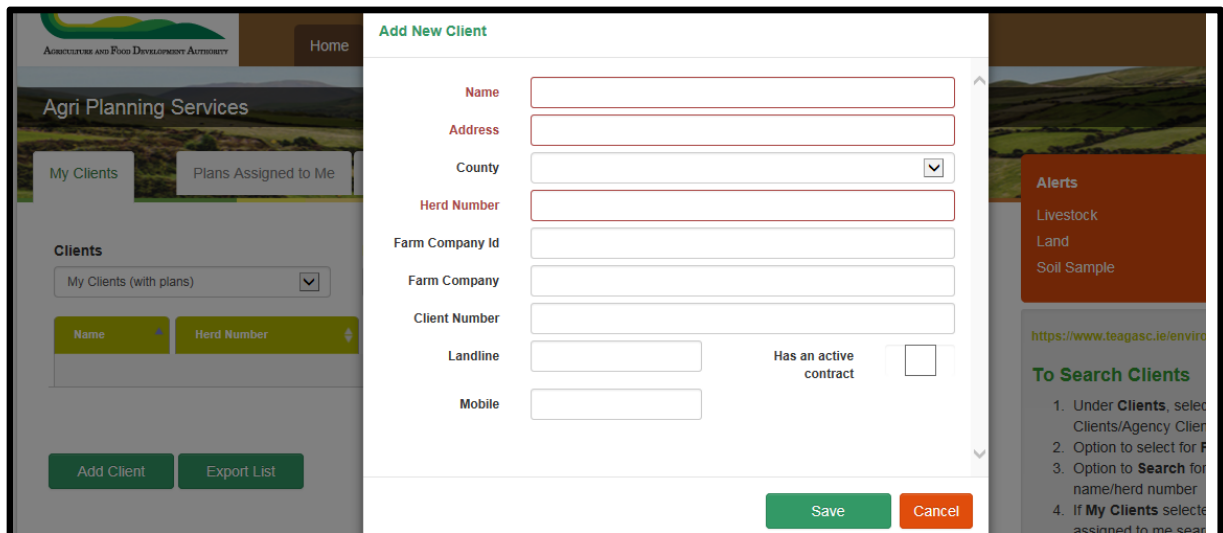 AGRICULTURE AND FOOD DEVELOPMENT AUTHORITY
Home
Agri Planning Services
My Clients
Plans Assigned to Me
Clients
My Clients (with plans)
Name
Herd Number
Add Client
Export List
Add New Client
Name
Address
County
Herd Number
Farm Company Id
Farm Company
Client Number
Landline
Has an active
contract
Mobile
Save
Cancel
Alerts
Livestock
Land
Soil Sample
https://www.teagasc.ie/enviro
To Search Clients
1. Under Clients, selec
Clients/Agency Clien
2. Option to select for
3. Option to Search for
name/herd number
4. If My Clients selecte
assigned to me sear